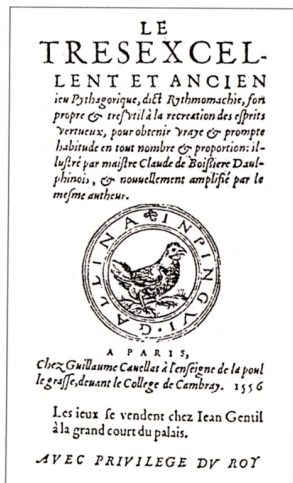 LE
TRESEXCEL-
LENT ET ANCIEN
ieu Pythagorique, dict Rythmomachie, fort
propre & tresvtil à la recreation des esprits
vertueux, pour obtenir vraye & prompte
habitude en tout nombre & proportion: il-
lustré par maistre Claude de Boissiere Daul-
phinois, & nouuellement amplifié par le
mesme autheur.
GALLINA IN PINGVI
A PARIS,
Chez Guillaume Cauellat à l'enseigne de la poul
le grasse, deuant le College de Cambray. 1556
Les ieux se vendent chez Iean Gentil
à la grand court du palais.
AVEC PRIVILEGE DV ROY